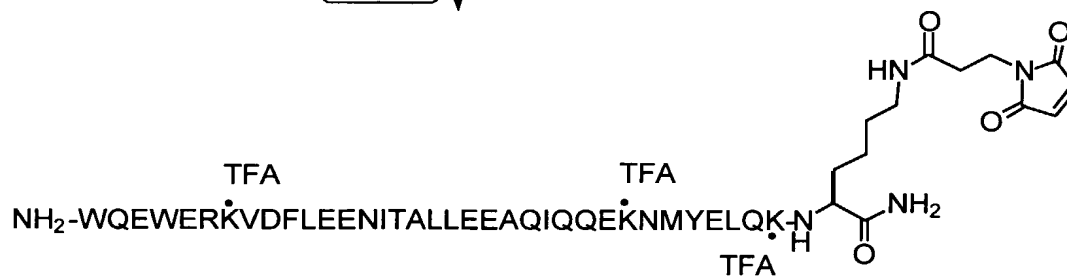 O
O
HN N
O
TFA TFA
NH₂-WQEWERKVDFLEENITALLEEAQIQQEKNMYELQK-N NH₂
H O
TFA